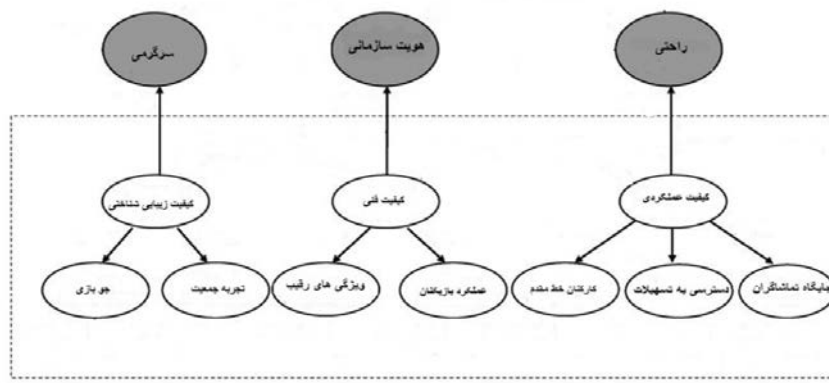 راحتی
هویت سازمانی
سرگرمی
کیفیت عملکردی
کیفیت فنی
کیفیت زیبایی شناختی
جایگاه تماشاگران
دسترسی به تسهیلات
کارکنان خط مقدم
عملکرد بازیکنان
ویژگی های رقیب
تجربه جمعیت
جو بازی